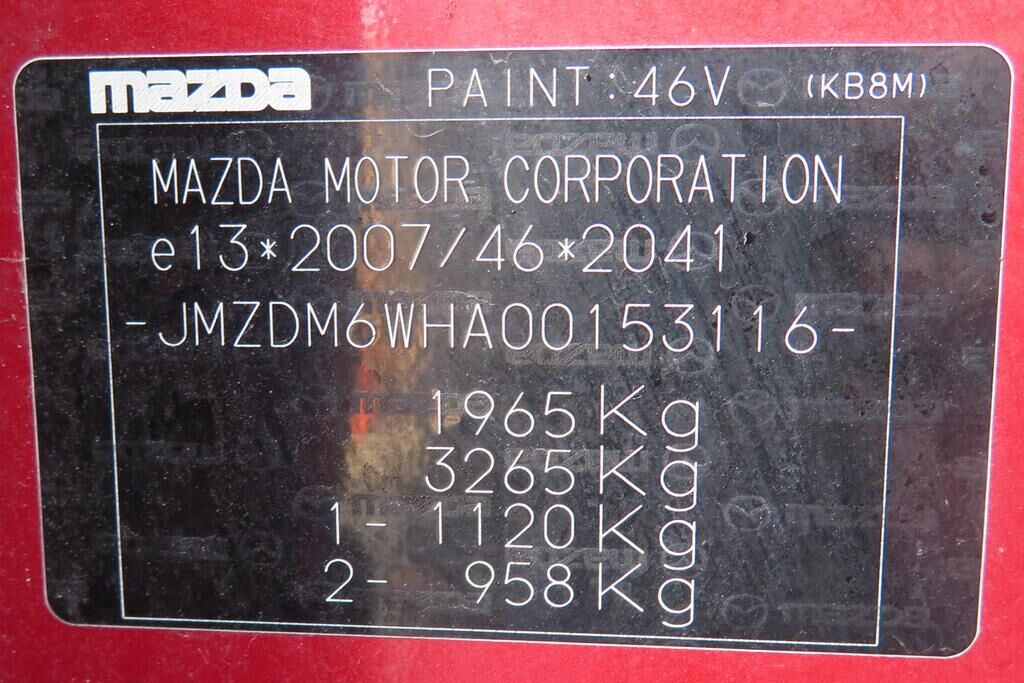 mazda PAINT: 46V (KB8M)
MAZDA MOTOR CORPORATION
e13*2007/46*2041
-JMZDM6WHA00153116-
1965Kg
3265Kg
1- 1120Kg
2- 958Kg